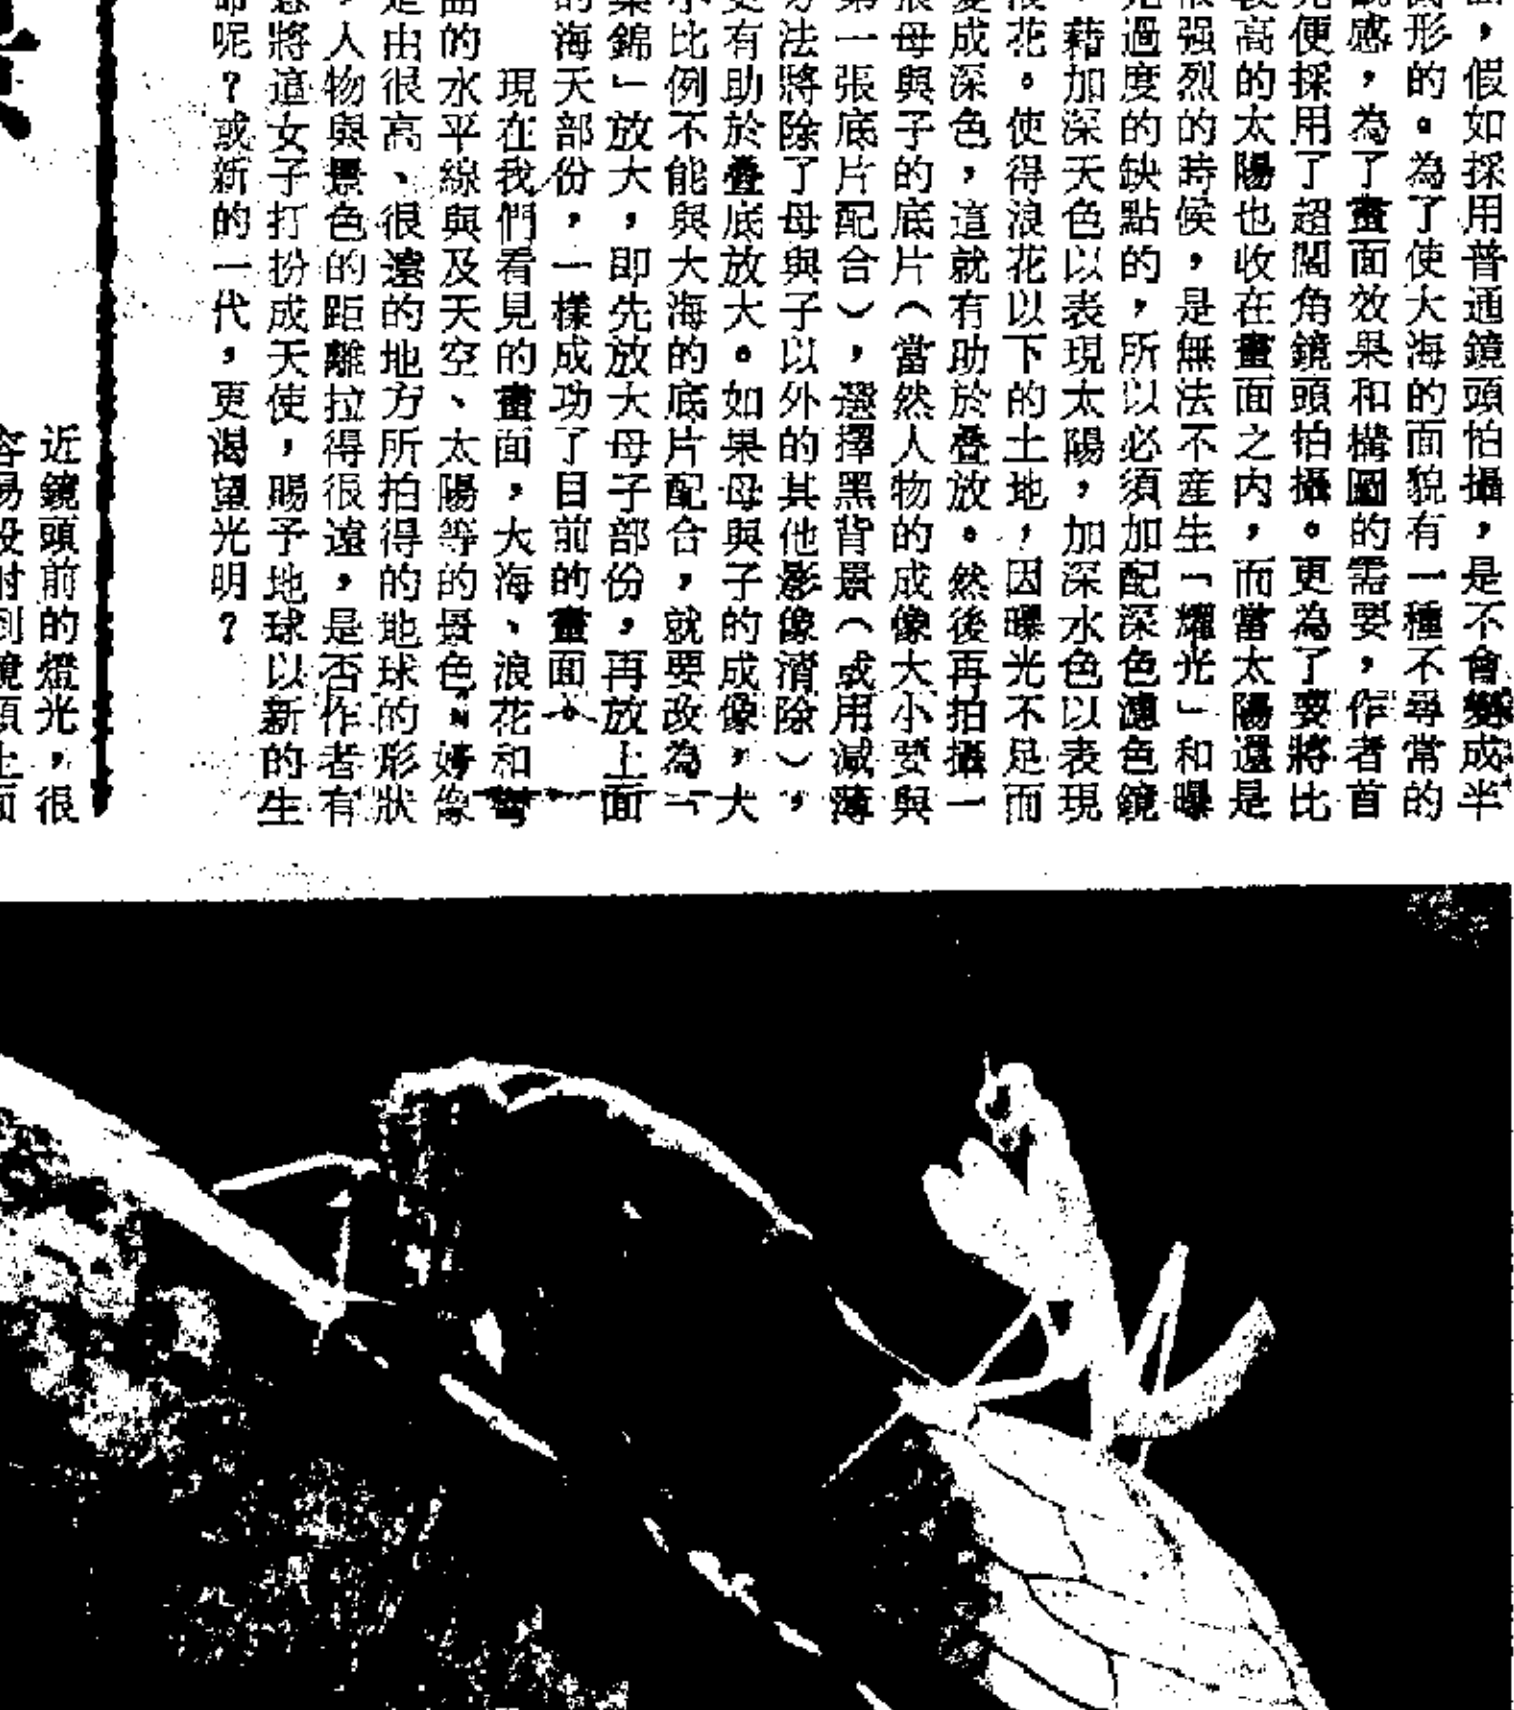 ，假如採用普通鏡頭拍攝，是不會變成半
形的。為了使大海的面貌有一種不尋常的
感，為了畫面效果和構圖的需要，作者首
便採用了超闊角鏡頭拍攝。更為了要將比
高的太陽也收在畫面之內，而當太陽還是
强烈的時候，是無法不產生「耀光」和曝
過度的缺點的，所以必須加配深色濾色鏡
，藉加深天色以表現太陽，加深水色以表現
浪花。使得浪花以下的土地，因曝光不足而
變成深色，這就有助於叠放。然後再拍攝一
張母與子的底片（當然人物的成像大小要與
第一張底片配合），選擇黑背景（或用減薄
方法將除了母與子以外的其他影像清除），
更有助於疊底放大。如果母與子的成像，大
小比例不能與大海的底片配合，就要改為「
集錦」放大，即先放大母子部份，再放上面
的海天部份，一樣成功了目前的畫面。
現在我們看見的畫面，大海、浪花和彎
曲的水平線與及天空、太陽等的景色，好像
是由很高、很遠的地方所拍得的地球的形狀
，人物與景色的距離拉得很遠，是否作者有
意將這女子打扮成天使，賜予地球以新的生
命呢？或新的一代，更渴望光明？
近鏡頭前的燈光，很
容易投射到鏡頭上面